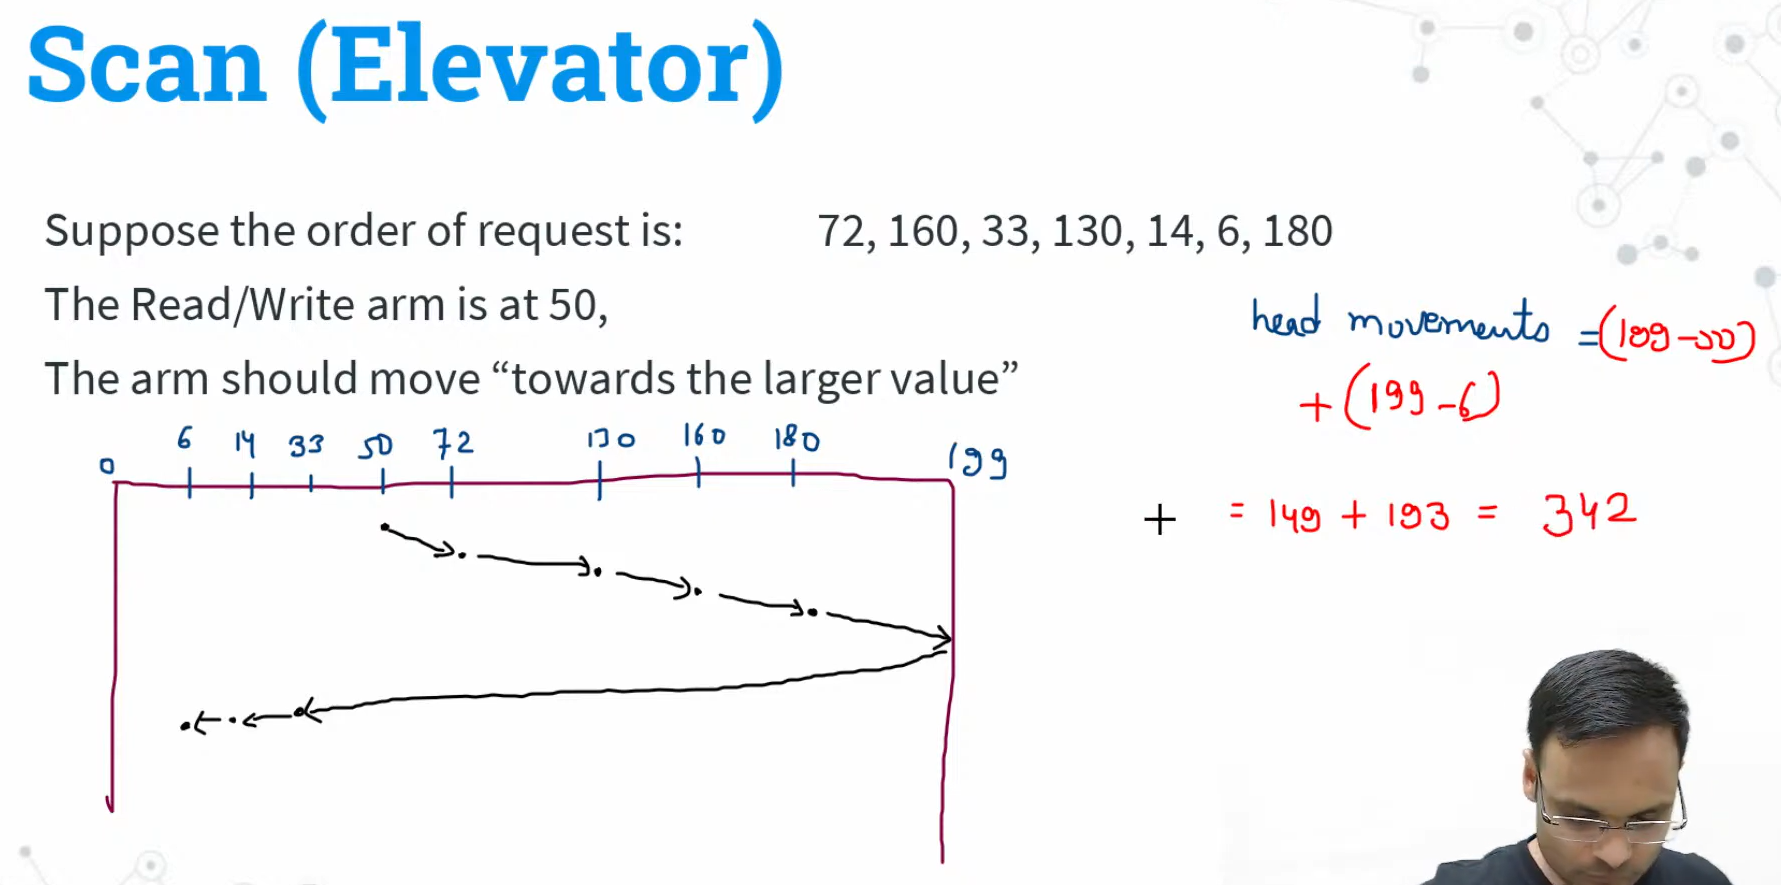 Scan (Elevator)
Suppose the order of request is: 72, 160, 33, 130, 14, 6, 180
The Read/Write arm is at 50,
The arm should move “towards the larger value”
head movements =(199-50)
+(199-6)
= 149 + 193 = 342
0 6 14 33 50 72 130 160 180 199